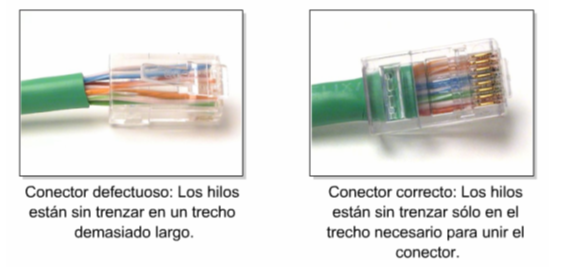 Conector defectuoso: Los hilos
están sin trenzar en un trecho
demasiado largo.
Conector correcto: Los hilos
están sin trenzar sólo en el
trecho necesario para unir el
conector.